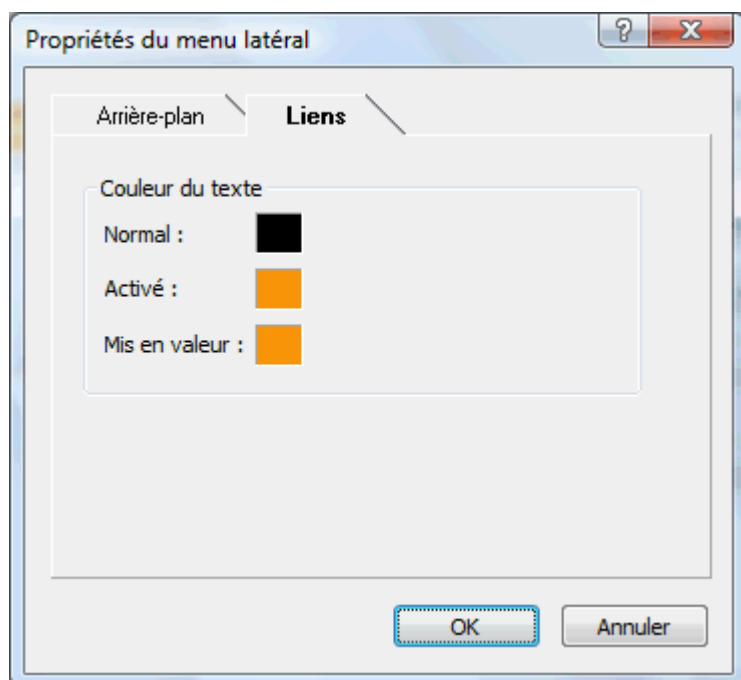 Propriétés du menu latéral
Arrière-plan Liens
Couleur du texte
Normal :
Activé :
Mis en valeur :
OK Annuler